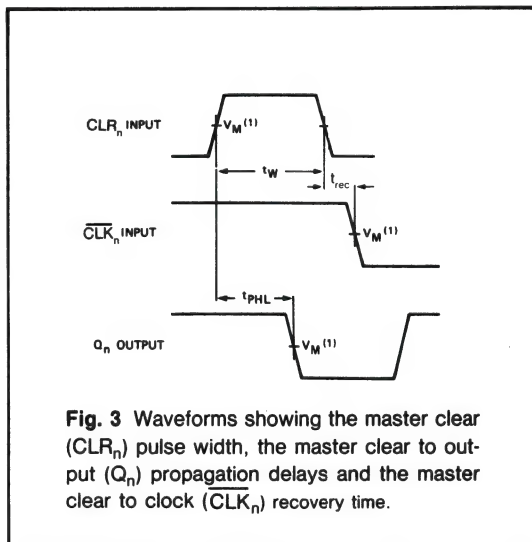 CLRn INPUT
VM(1)
tW
trec
CLKn INPUT
VM(1)
tPHL
Qn OUTPUT
VM(1)
Fig. 3 Waveforms showing the master clear
(CLRn) pulse width, the master clear to out-
put (Qn) propagation delays and the master
clear to clock (CLKn) recovery time.